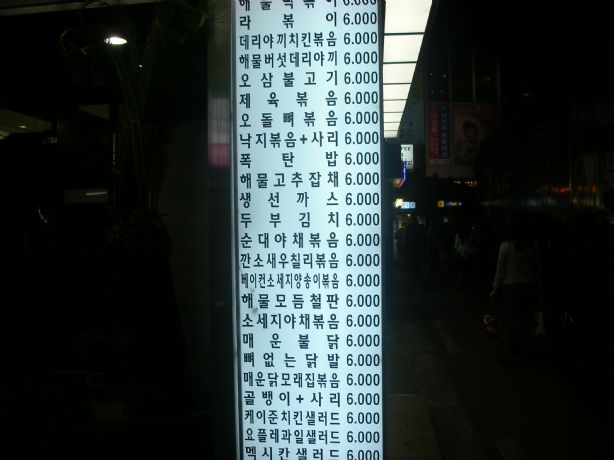 해물떡볶이 6.000
라볶이 6.000
데리야끼치킨볶음 6.000
해물버섯데리야끼 6.000
오삼불고기 6.000
제육볶음 6.000
오돌뼈볶음 6.000
낙지볶음+사리 6.000
폭탄밥 6.000
해물고추잡채 6.000
생선까스 6.000
두부김치 6.000
순대야채볶음 6.000
깐소새우칠리볶음 6.000
베이컨소세지양송이볶음 6.000
해물모듬철판 6.000
소세지야채볶음 6.000
매운불닭 6.000
뼈없는닭발 6.000
매운닭모래집볶음 6.000
골뱅이+사리 6.000
케이준치킨샐러드 6.000
요플레과일샐러드 6.000
멕시칸샐러드 6.000